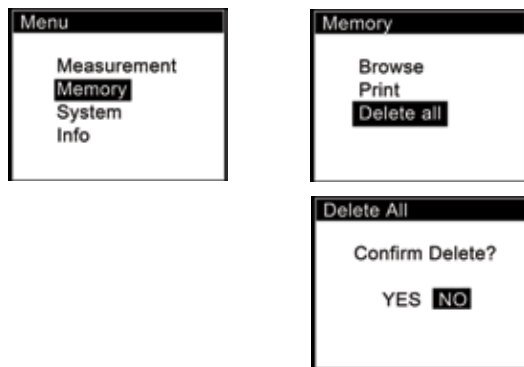 Menu
Measurement
Memory
System
Info
Memory
Browse
Print
Delete all
Delete All
Confirm Delete?
YES NO